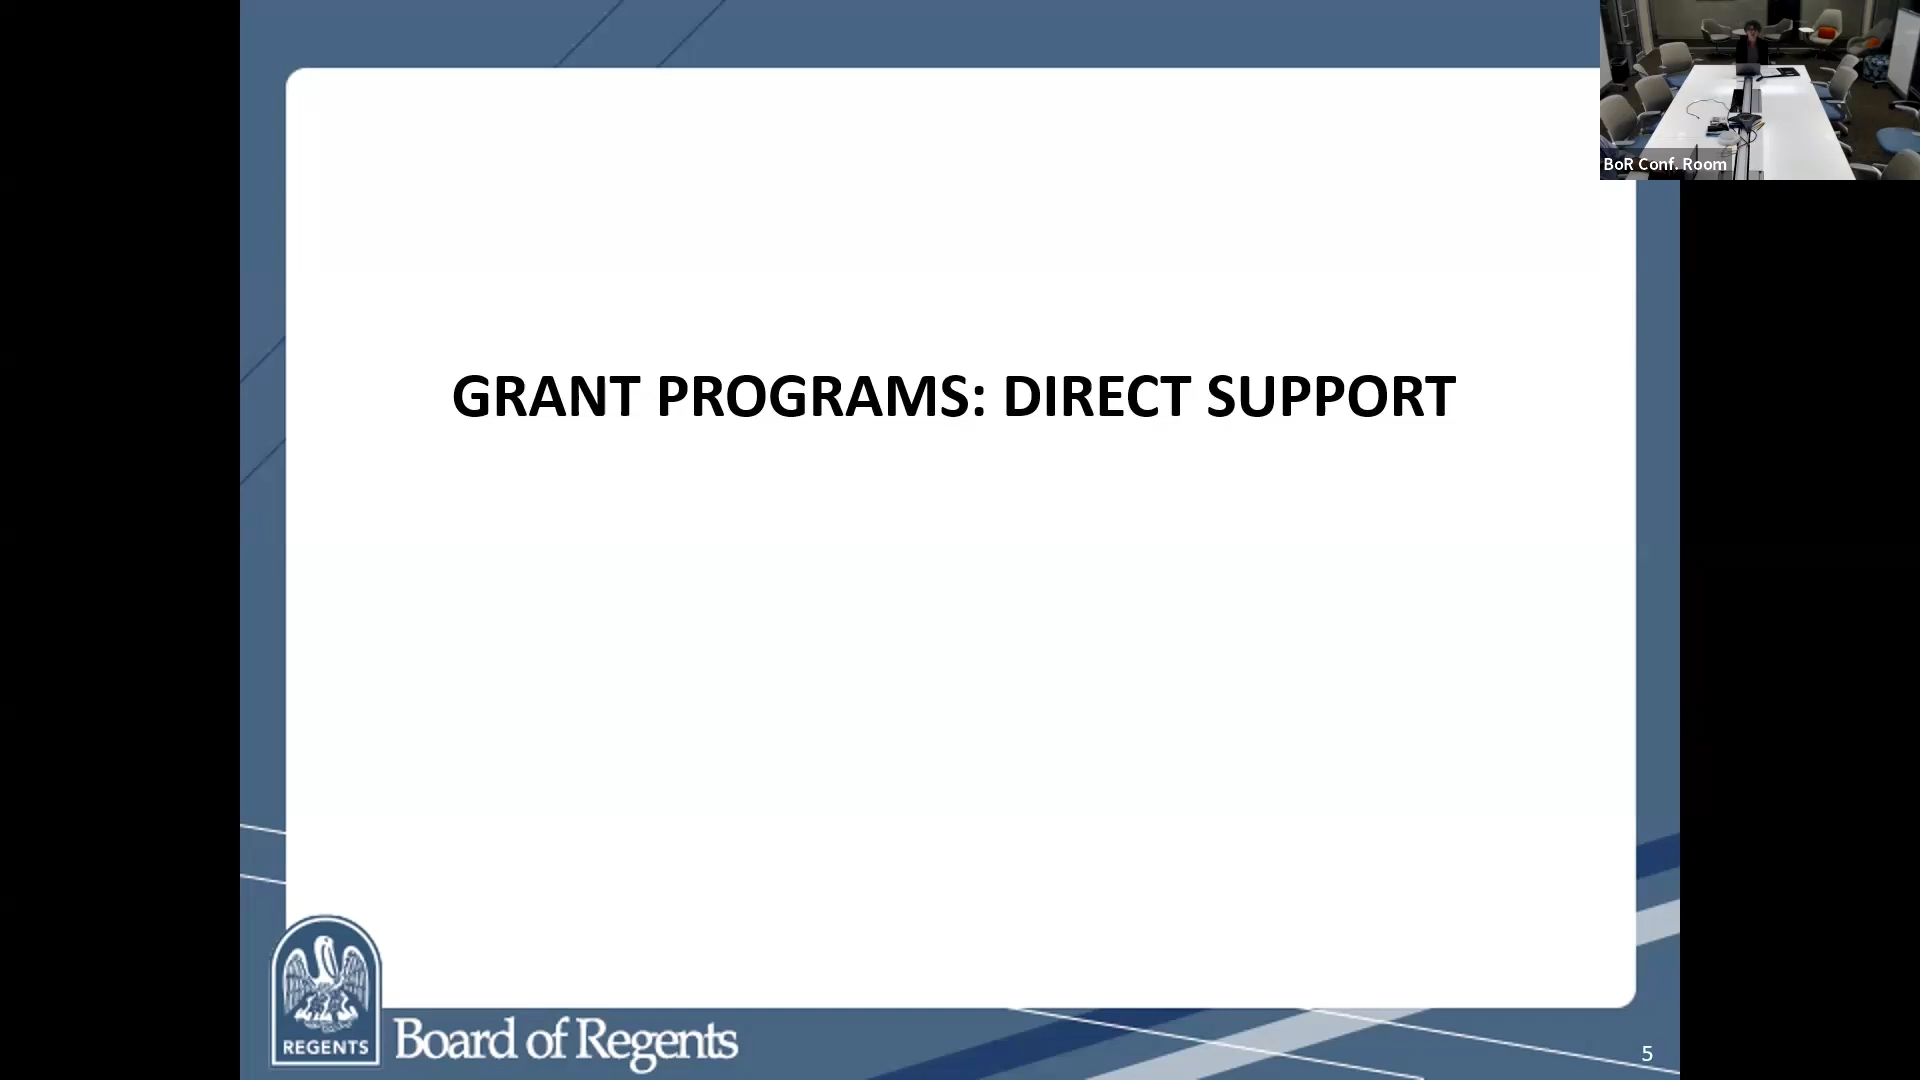 BoR Conf. Room
GRANT PROGRAMS: DIRECT SUPPORT
REGENTS
Board of Regents
5